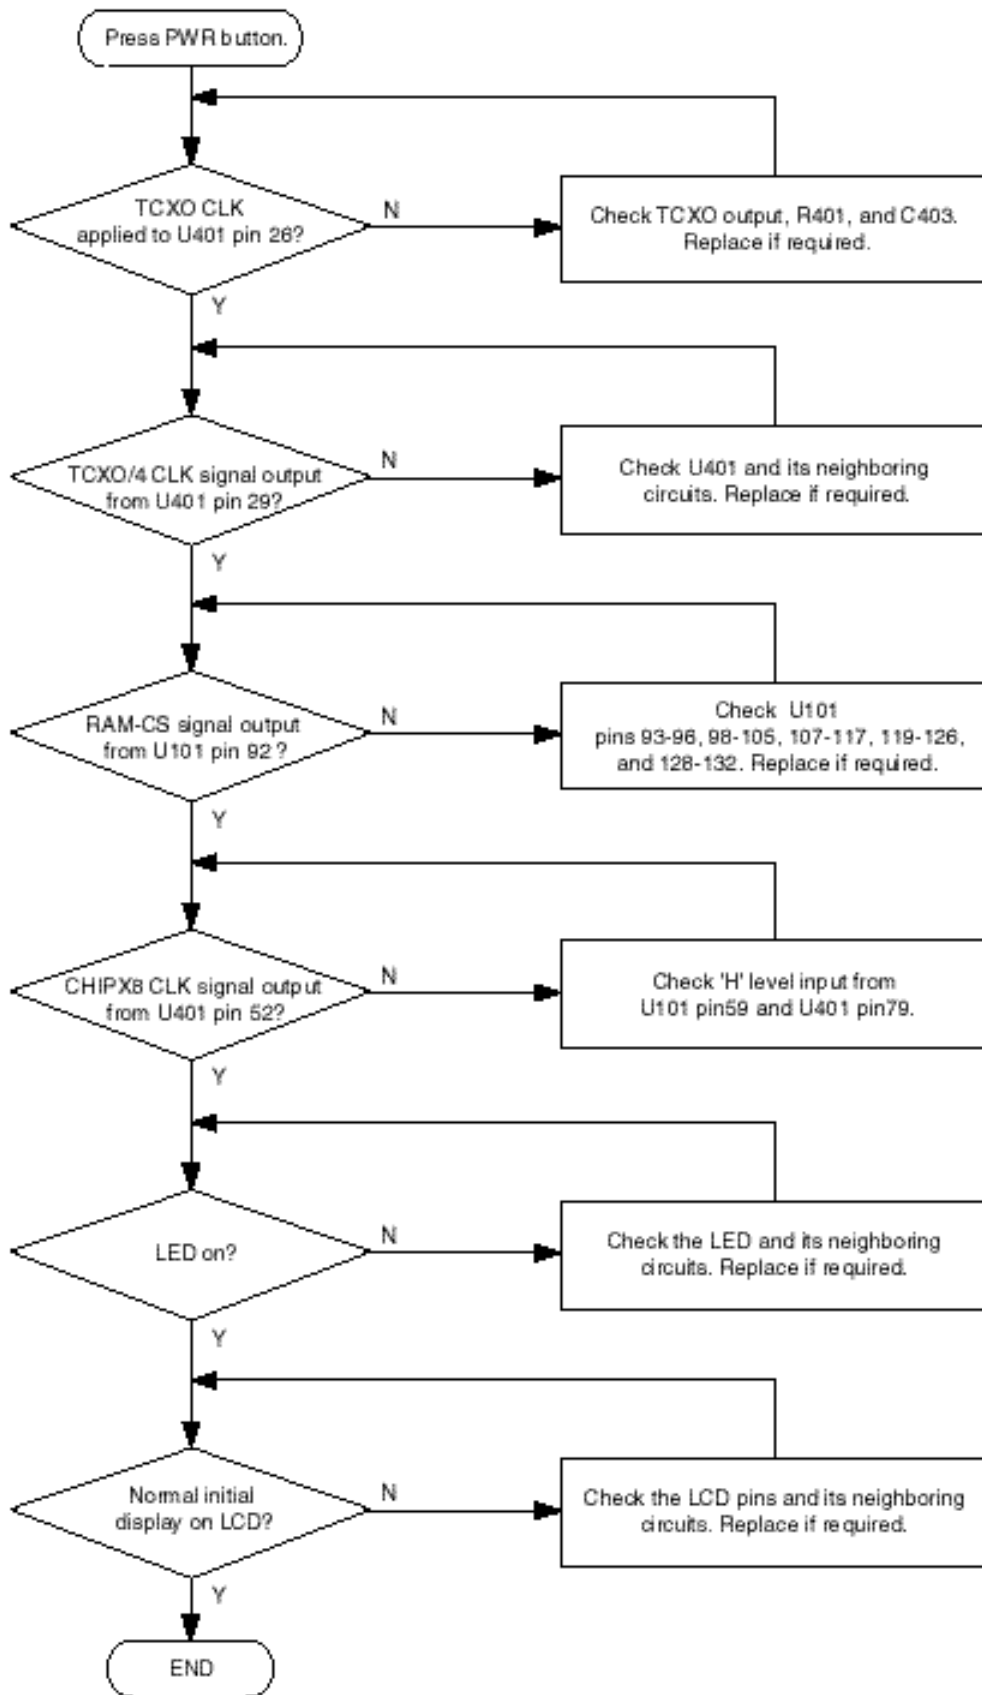 Press PWR button.
TCXO CLK
applied to U401 pin 26?
N
Check TCXO output, R401, and C403.
Replace if required.
Y
TCXO/4 CLK signal output
from U401 pin 29?
N
Check U401 and its neighboring
circuits. Replace if required.
Y
RAM-CS signal output
from U101 pin 92 ?
N
Check U101
pins 93-96, 98-105, 107-117, 119-126,
and 128-132. Replace if required.
Y
CHIPX8 CLK signal output
from U401 pin 52?
N
Check 'H' level input from
U101 pin59 and U401 pin79.
Y
LED on?
N
Check the LED and its neighboring
circuits. Replace if required.
Y
Normal initial
display on LCD?
N
Check the LCD pins and its neighboring
circuits. Replace if required.
Y
END